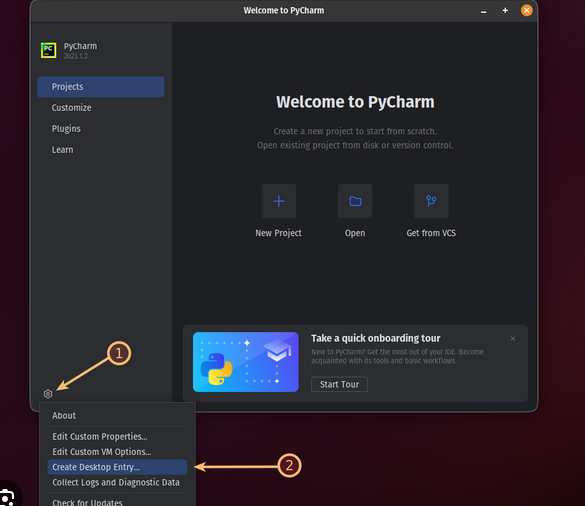 Welcome to PyCharm
PC
PyCharm
2023.1.2
Projects
Customize
Plugins
Learn
Welcome to PyCharm
Create a new project to start from scratch.
Open existing project from disk or version control.
New Project
Open
Get from VCS
Take a quick onboarding tour
New to PyCharm? Get the most out of your IDE. Become
acquainted with its tools and basic workflows.
Start Tour
1
About
Edit Custom Properties...
Edit Custom VM Options...
Create Desktop Entry...
2
Collect Logs and Diagnostic Data
Check for Updates